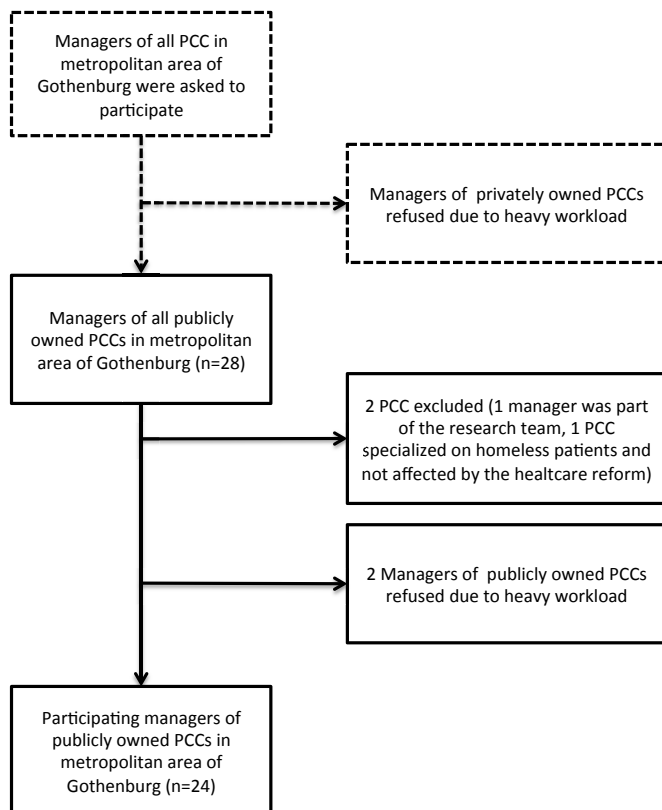 Managers of all PCC in
metropolitan area of
Gothenburg were asked to
participate
Managers of privately owned PCCs
refused due to heavy workload
Managers of all publicly
owned PCCs in metropolitan
area of Gothenburg (n=28)
2 PCC excluded (1 manager was part
of the research team, 1 PCC
specialized on homeless patients and
not affected by the healtcare reform)
2 Managers of publicly owned PCCs
refused due to heavy workload
Participating managers of
publicly owned PCCs in
metropolitan area of
Gothenburg (n=24)